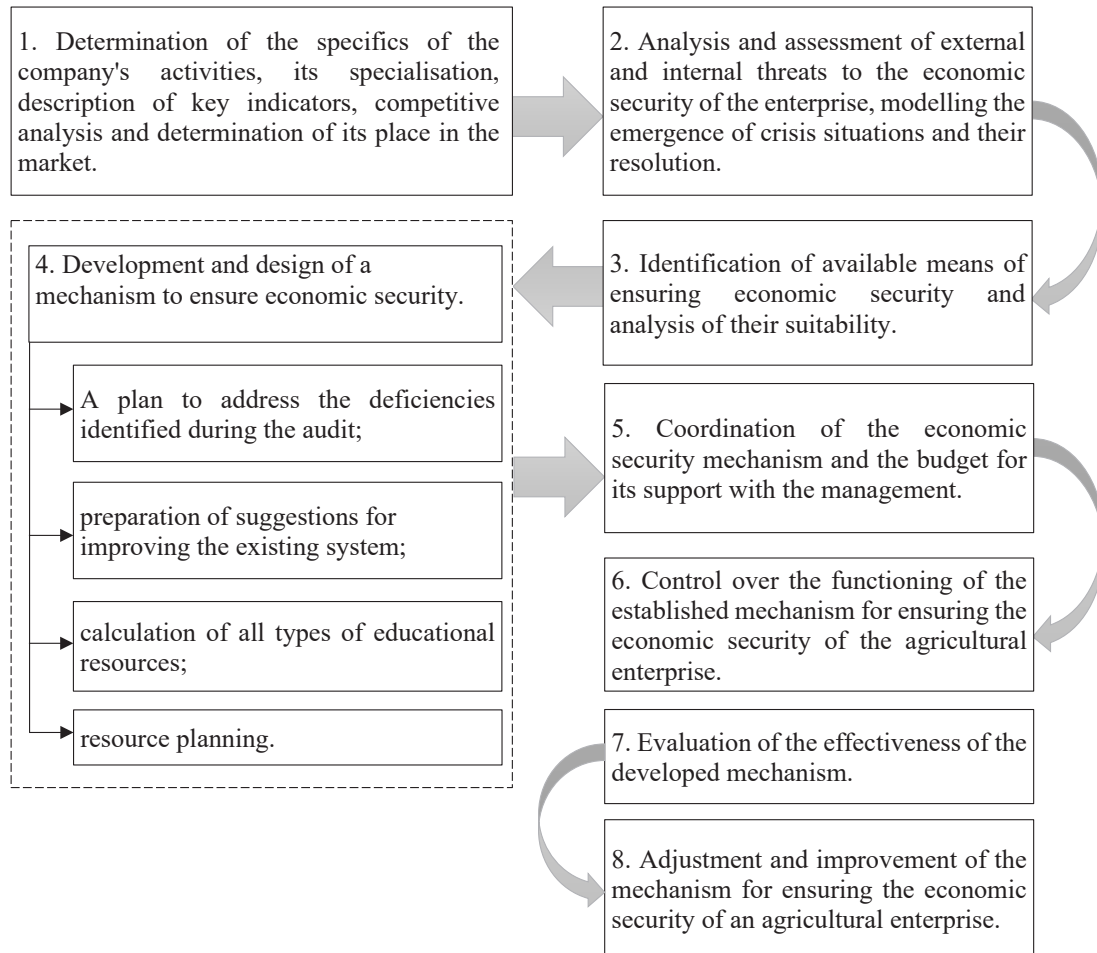 1. Determination of the specifics of the
company's activities, its specialisation,
description of key indicators, competitive
analysis and determination of its place in the
market.
2. Analysis and assessment of external
and internal threats to the economic
security of the enterprise, modelling the
emergence of crisis situations and their
resolution.
3. Identification of available means of
ensuring economic security and
analysis of their suitability.
4. Development and design of a
mechanism to ensure economic security.
A plan to address the deficiencies
identified during the audit;
preparation of suggestions for
improving the existing system;
calculation of all types of educational
resources;
resource planning.
5. Coordination of the economic
security mechanism and the budget for
its support with the management.
6. Control over the functioning of the
established mechanism for ensuring the
economic security of the agricultural
enterprise.
7. Evaluation of the effectiveness of the
developed mechanism.
8. Adjustment and improvement of the
mechanism for ensuring the economic
security of an agricultural enterprise.